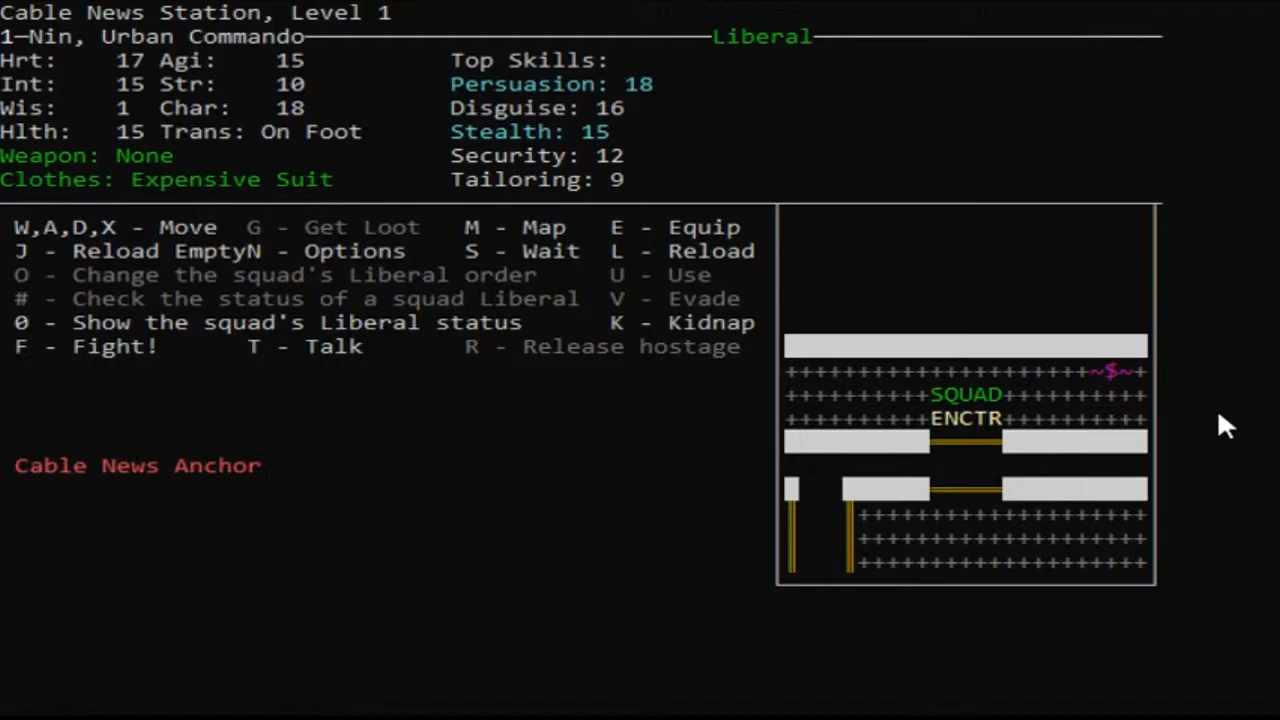 Cable News Station, Level 1
1—Nin, Urban Commando Liberal
Hrt: 17 Agi: 15 Top Skills:
Int: 15 Str: 10 Persuasion: 18
Wis: 1 Char: 18 Disguise: 16
Hlth: 15 Trans: On Foot Stealth: 15
Weapon: None Security: 12
Clothes: Expensive Suit Tailoring: 9
W,A,D,X - Move G - Get Loot M - Map E - Equip
J - Reload EmptyN - Options S - Wait L - Reload
O - Change the squad's Liberal order U - Use
# - Check the status of a squad Liberal V - Evade
0 - Show the squad's Liberal status K - Kidnap
F - Fight! T - Talk R - Release hostage
+++++++++++++++++++++~$~+
++++++++++SQUAD++++++++++
++++++++++ENCTR++++++++++
Cable News Anchor
++++++++++++++++++++
++++++++++++++++++++
++++++++++++++++++++